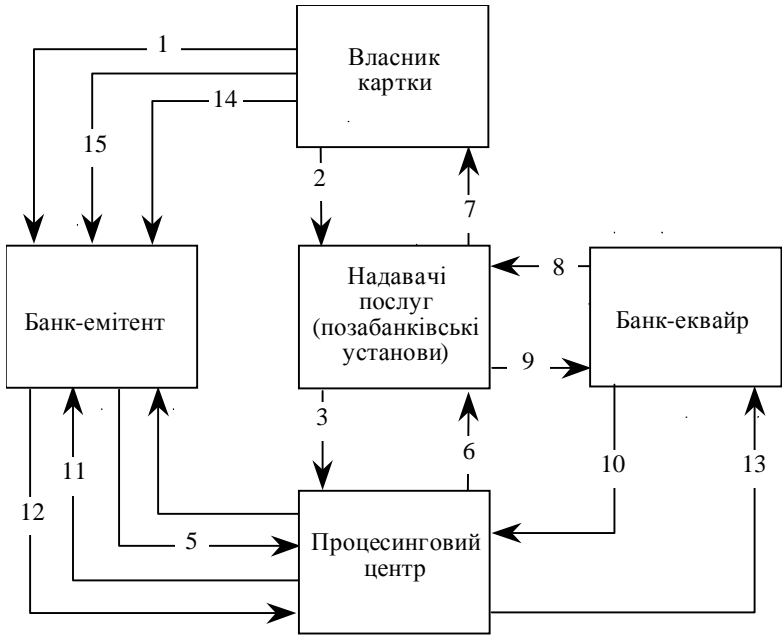 1
Власник
картки
14
15
2
7
Банк-емітент
Надавачі
послуг
(позабанківські
установи)
8
Банк-еквайр
9
3
6
11
10
13
12
5
Процесинговий
центр